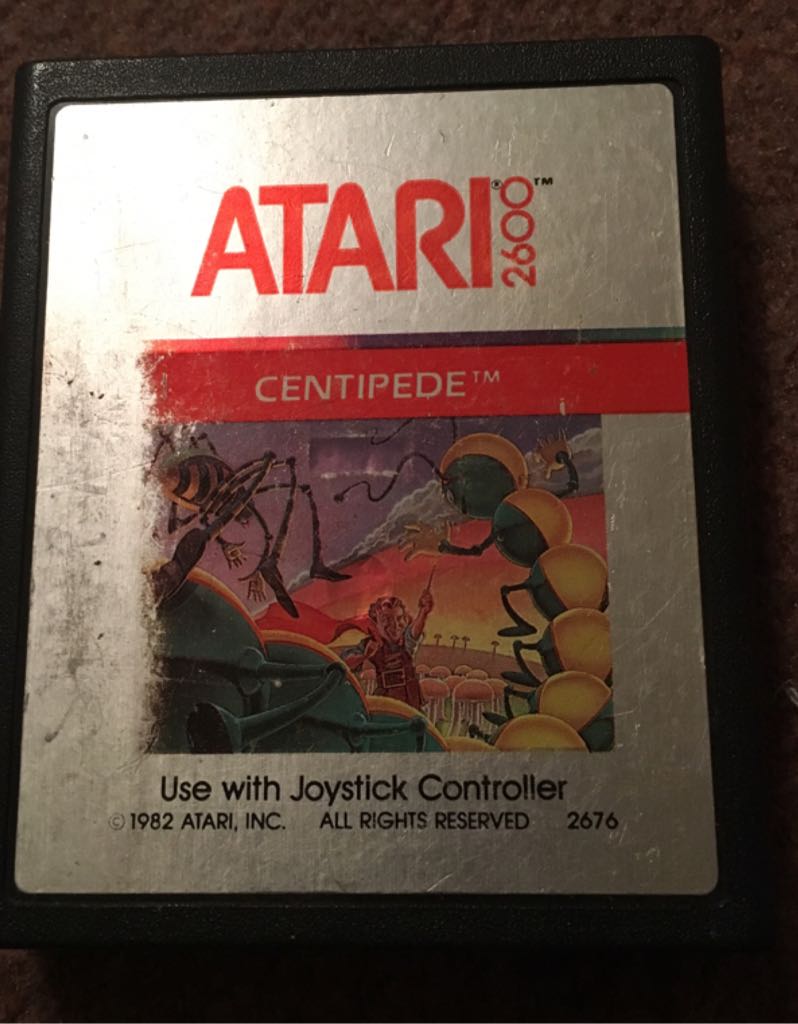 ATARI® 2600™
CENTIPEDE™
Use with Joystick Controller
©1982 ATARI, INC. ALL RIGHTS RESERVED 2676